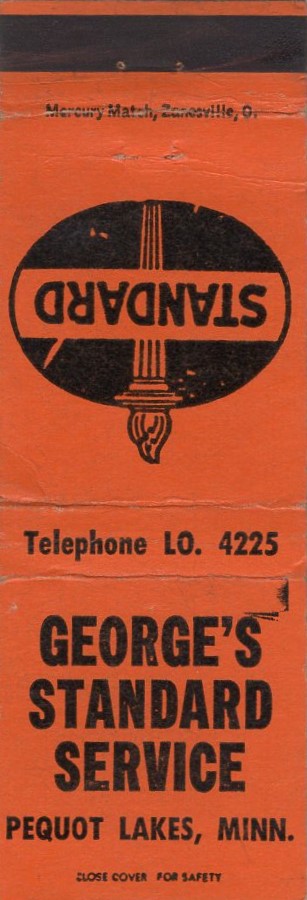 Mercury Match, Zanesville, O.
STANDARD
Telephone LO. 4225
GEORGE'S
STANDARD
SERVICE
PEQUOT LAKES, MINN.
CLOSE COVER FOR SAFETY